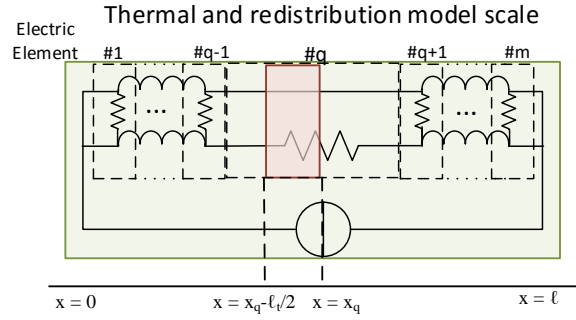 Thermal and redistribution model scale
Electric
Element
#1 #q-1 #q #q+1 #m
... ...
x = 0 x = xq-ℓt/2 x = xq x = ℓ